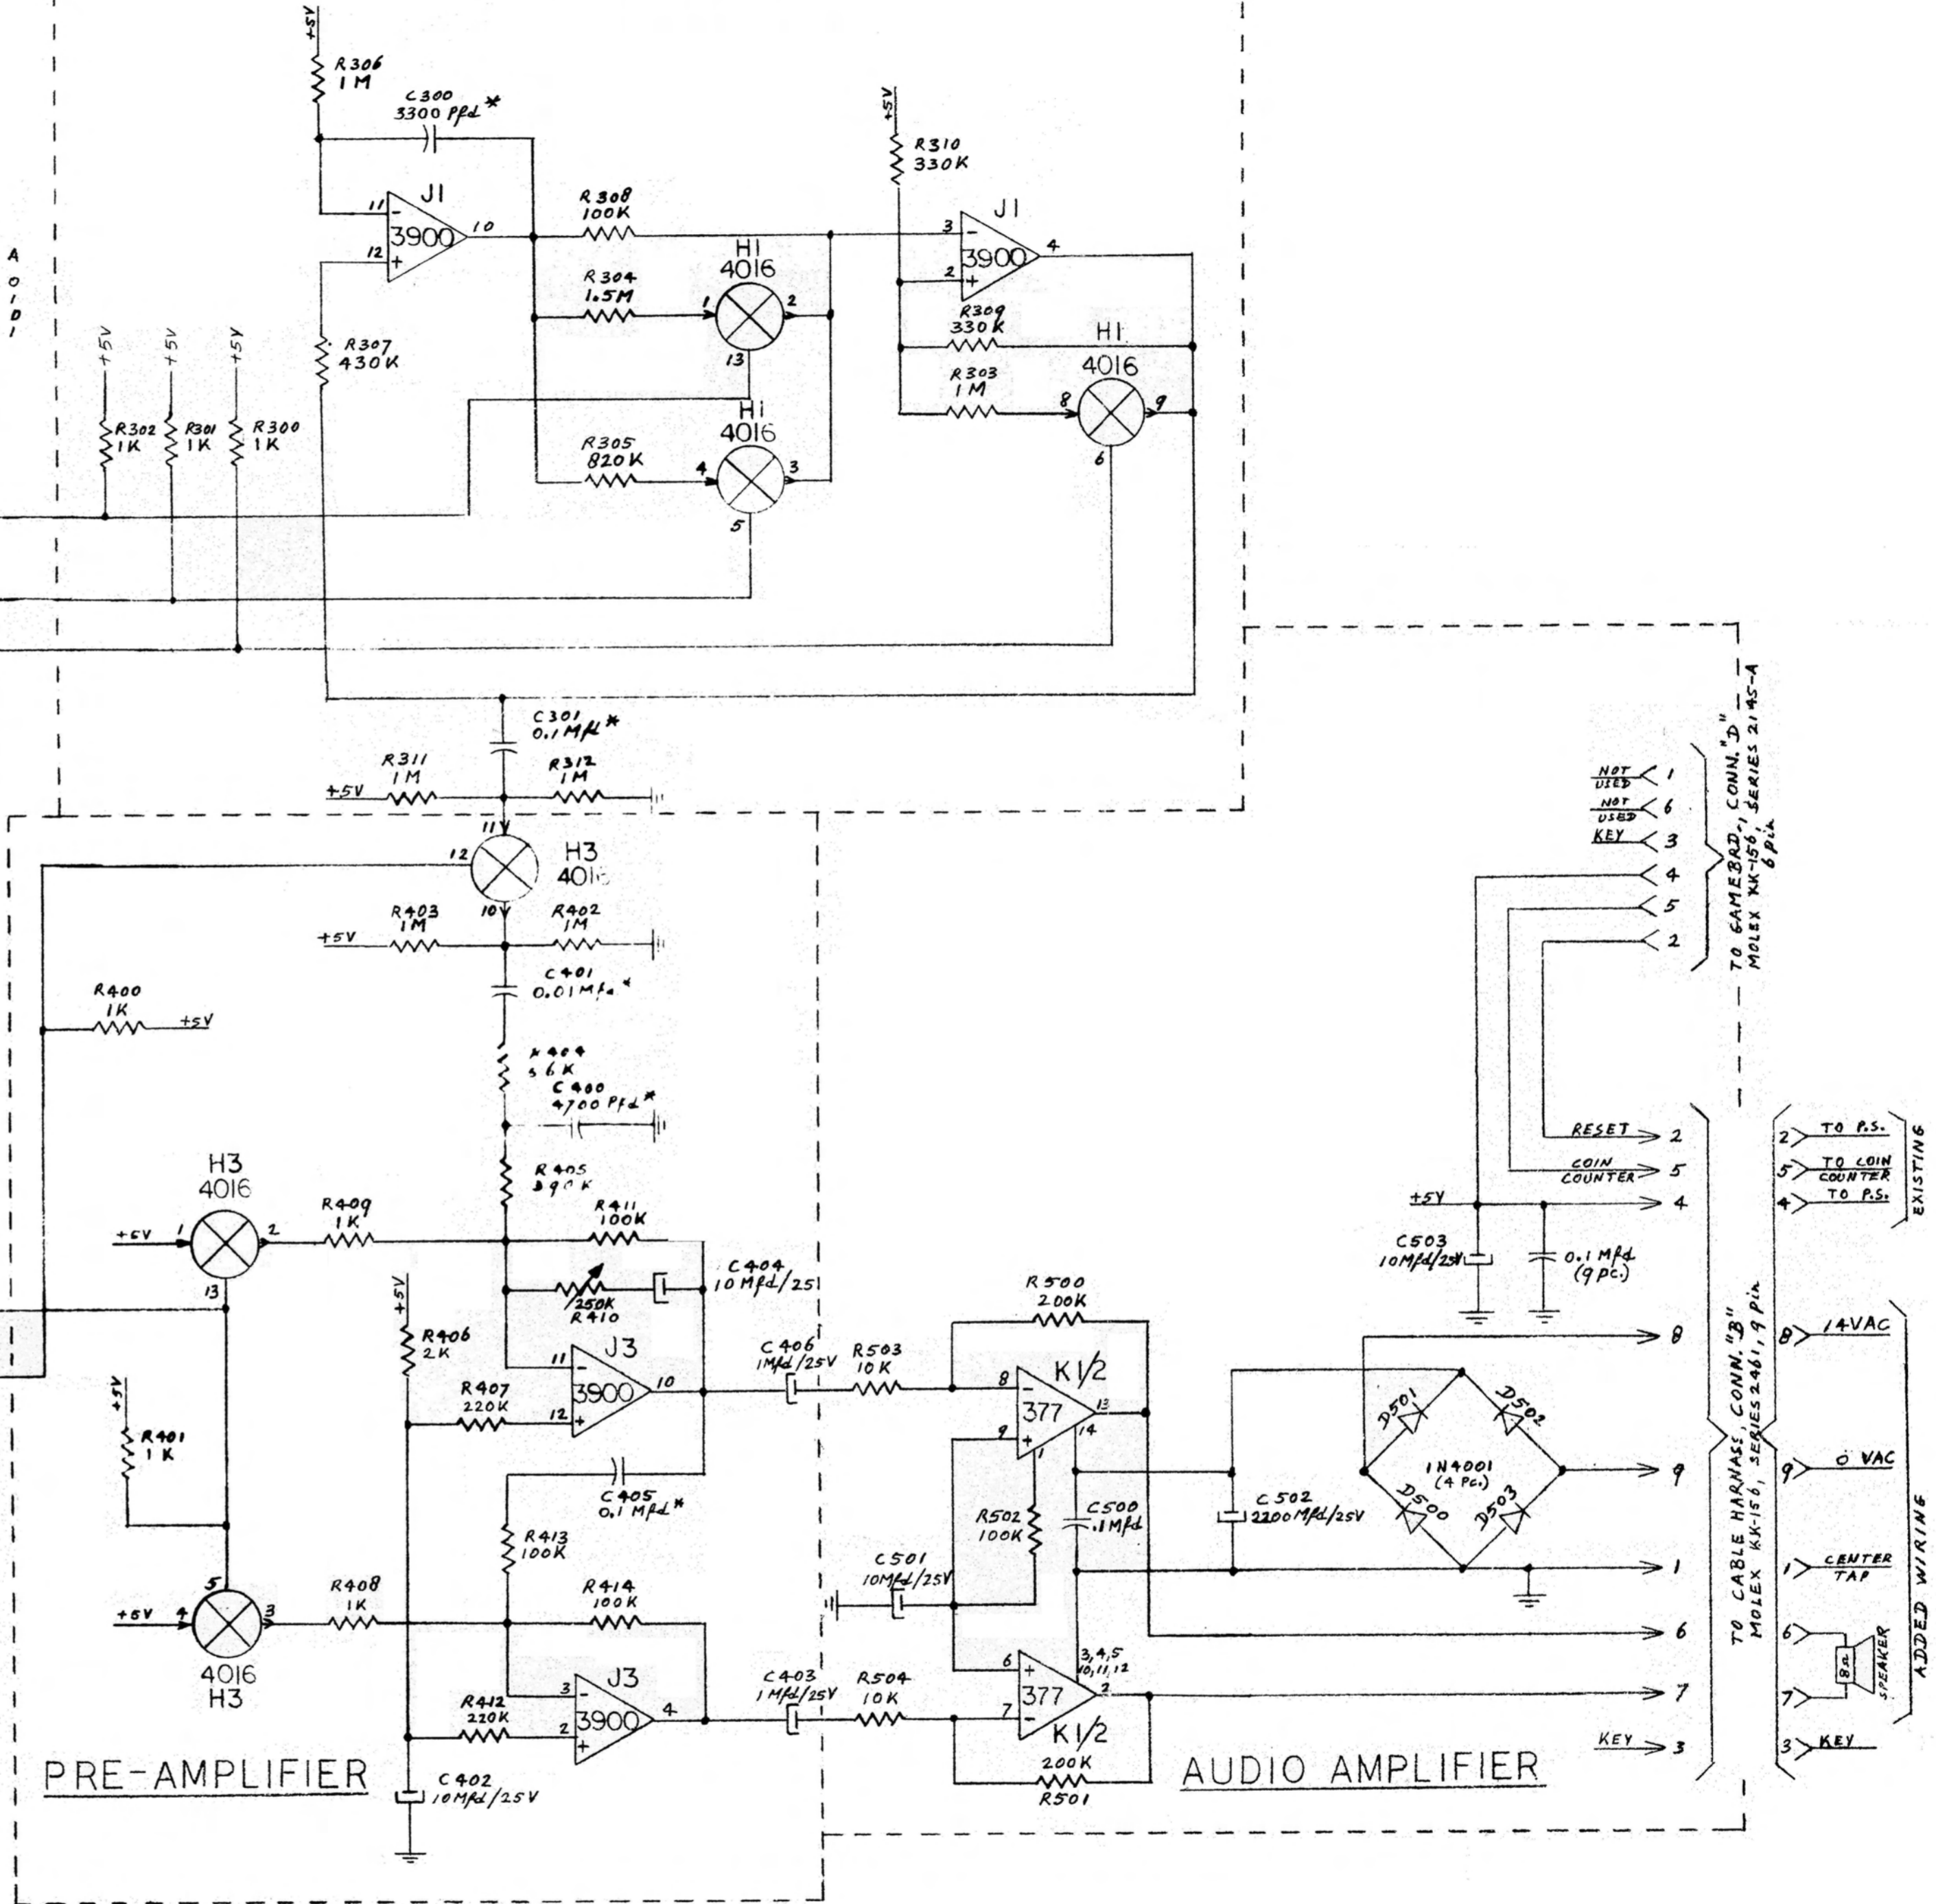 +5V
R306
1M
C300
3300 Pfd*
+5V
R310
330K
11
-
J1
3900
10
12
+
R308
100K
R304
1.5M
H1
4016
1
2
13
3
-
J1
3900
4
2
+
R309
330K
R303
1M
H1
4016
8
9
6
A
O
I
D
I
+5V
+5V
+5V
R302
1K
R301
1K
R300
1K
R307
430K
H1
4016
R305
820K
4
3
5
C301
0.1 Mfd*
R311
1M
R312
1M
+5V
11
12
H3
10
R403
1M
R402
1M
+5V
C401
R400
1K
+5V
C400
4700 Pfd*
R405
H3
4016
+5V
1
2
13
R409
1K
R411
100K
250K
R410
C404
10 Mfd/25
+5V
R406
2K
R407
220K
11
-
J3
3900
10
12
+
C406
1Mfd/25V
C405
0.1 Mfd*
+5V
R401
1K
R413
100K
5
+5V
4
3
4016
H3
R408
1K
R414
100K
3
-
J3
3900
4
2
+
R412
220K
C403
1 Mfd/25V
C402
10Mfd/25V
PRE-AMPLIFIER
R503
10K
R500
200K
8
-
K1/2
377
13
14
9
+
1
R502
100K
C500
.1Mfd
C501
10Mfd/25V
C502
2200 Mfd/25V
R504
10K
6
+
3,4,5
10,11,12
377
2
7
-
K1/2
200K
R501
AUDIO AMPLIFIER
D501
D502
1N4001
(4 Pc.)
D500
D503
NOT USED
1
NOT USED
6
KEY
3
4
5
2
TO GAMEBRD., CONN. "D"
MOLEX KK-156, SERIES 2145-A
6 pin
RESET
2
COIN COUNTER
5
+5V
4
C503
10Mfd/25V
0.1 Mfd
(9 pc.)
8
9
1
6
7
KEY
3
TO CABLE HARNASS, CONN. "B"
MOLEX KK-156, SERIES 2461, 9 Pin
2
TO P.S.
5
TO COIN COUNTER
4
TO P.S.
EXISTING
8
14VAC
9
0 VAC
1
CENTER TAP
6
8Ω
SPEAKER
7
3
KEY
ADDED WIRING